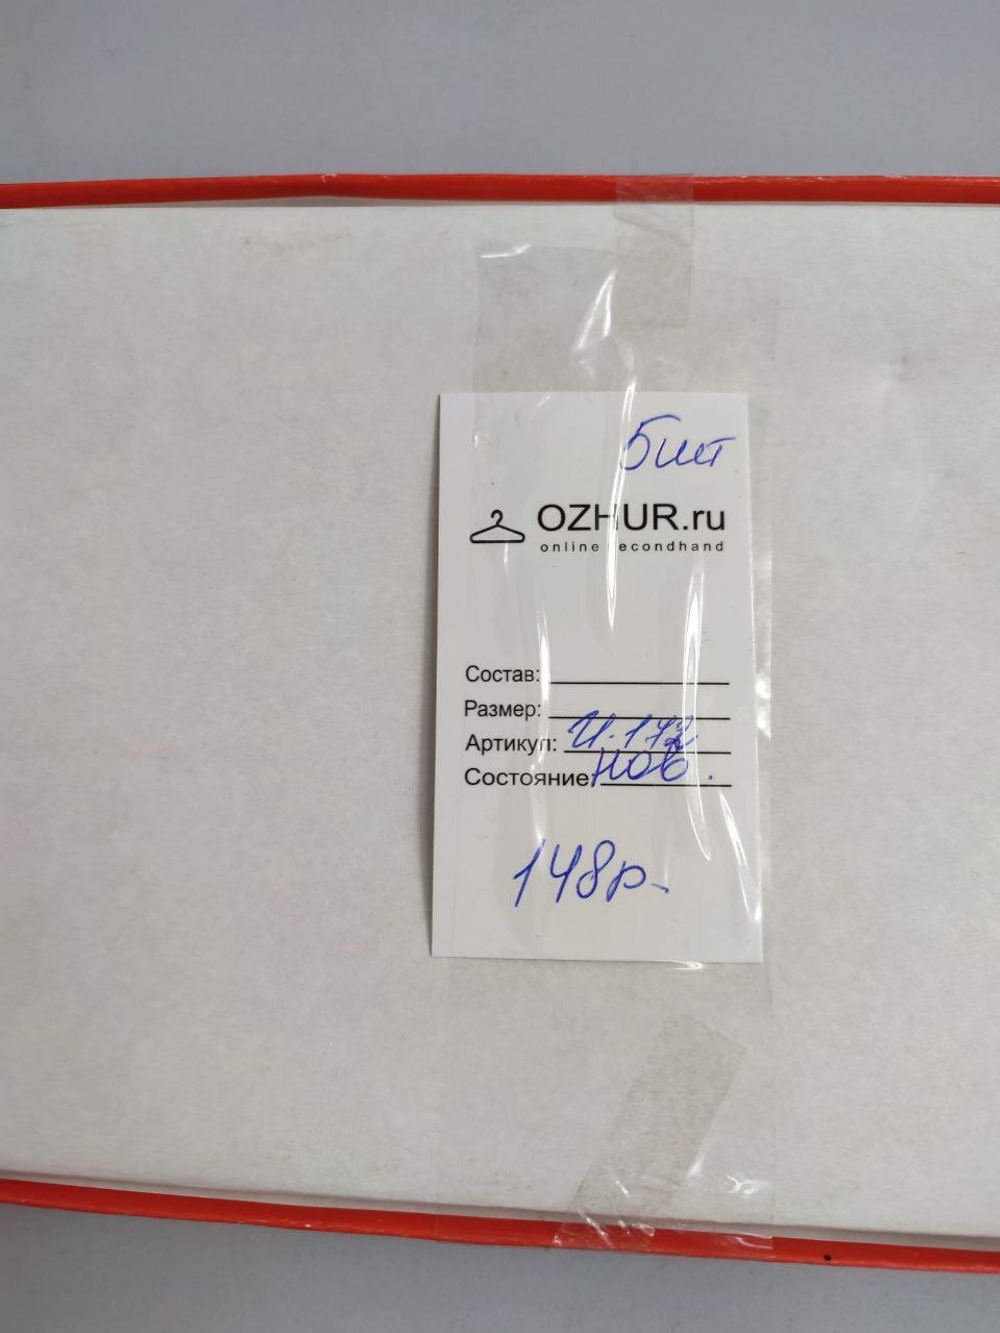 5шт
OZHUR.ru
online secondhand
Состав:
Размер:
Артикул: И.172
Состояние: нов.
148р-